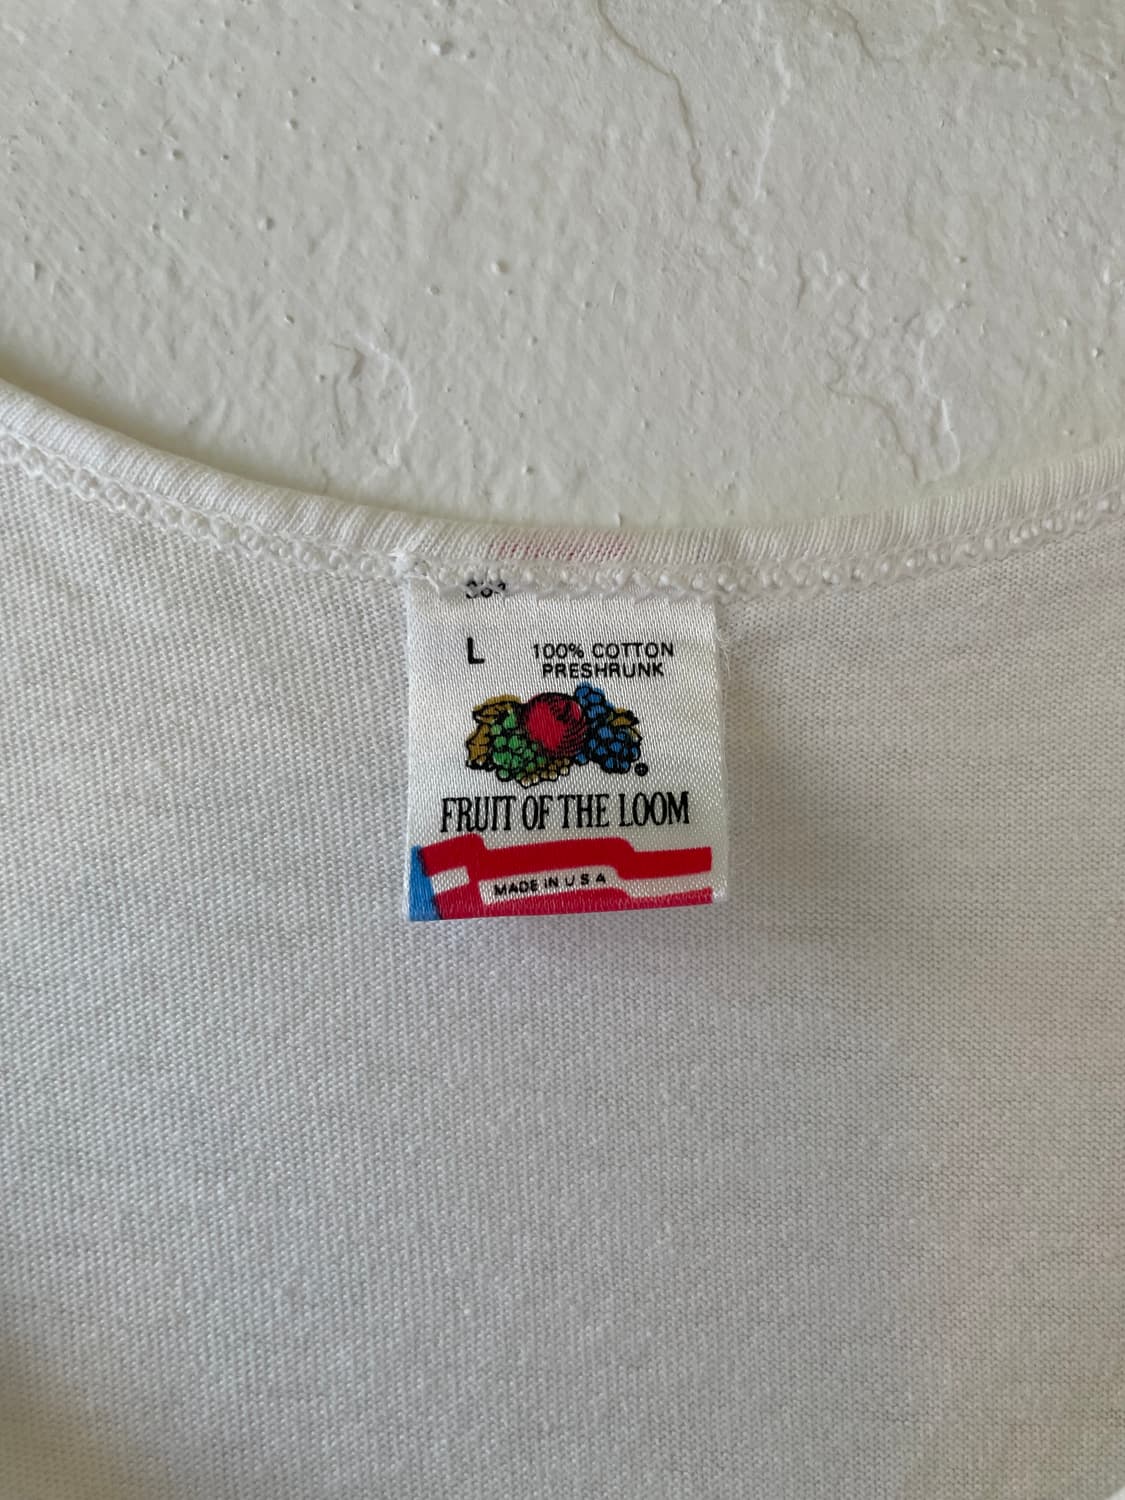 L
100% COTTON
PRESHRUNK
®
FRUIT OF THE LOOM
MADE IN U S A